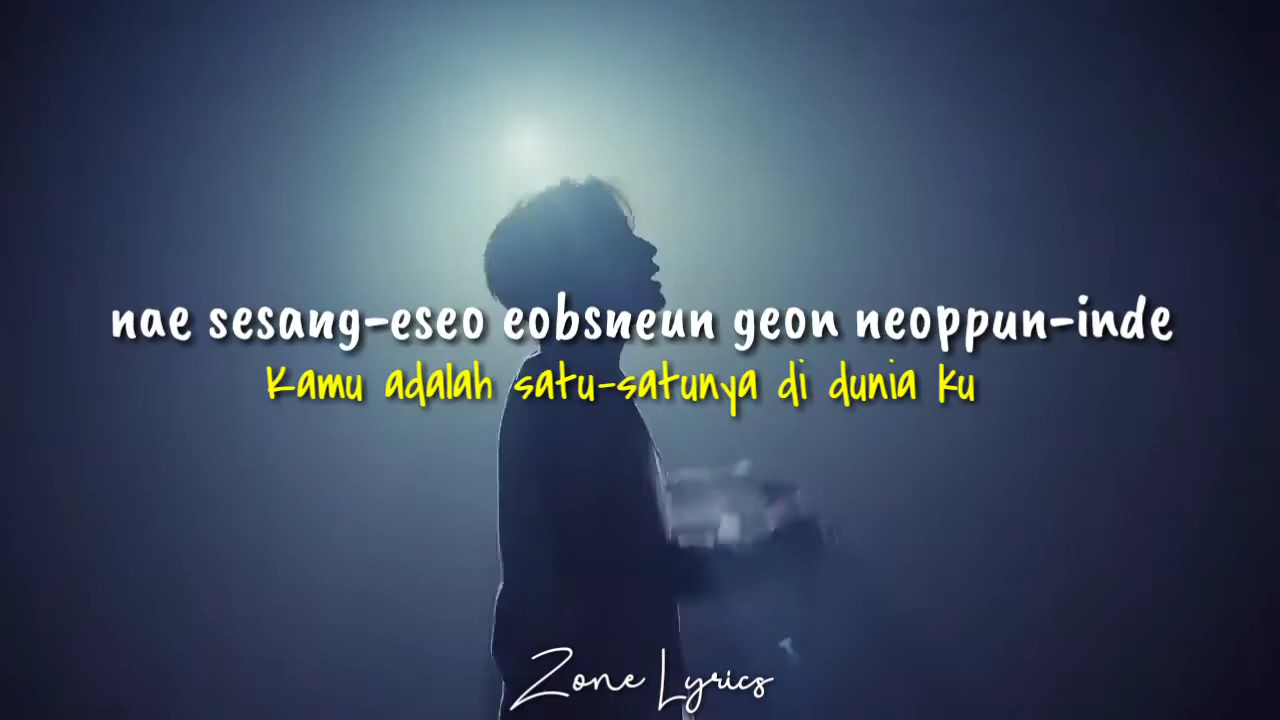 nae sesang-eseo eobsneun geon neoppun-inde
Kamu adalah satu-satunya di dunia ku
Zone Lyrics